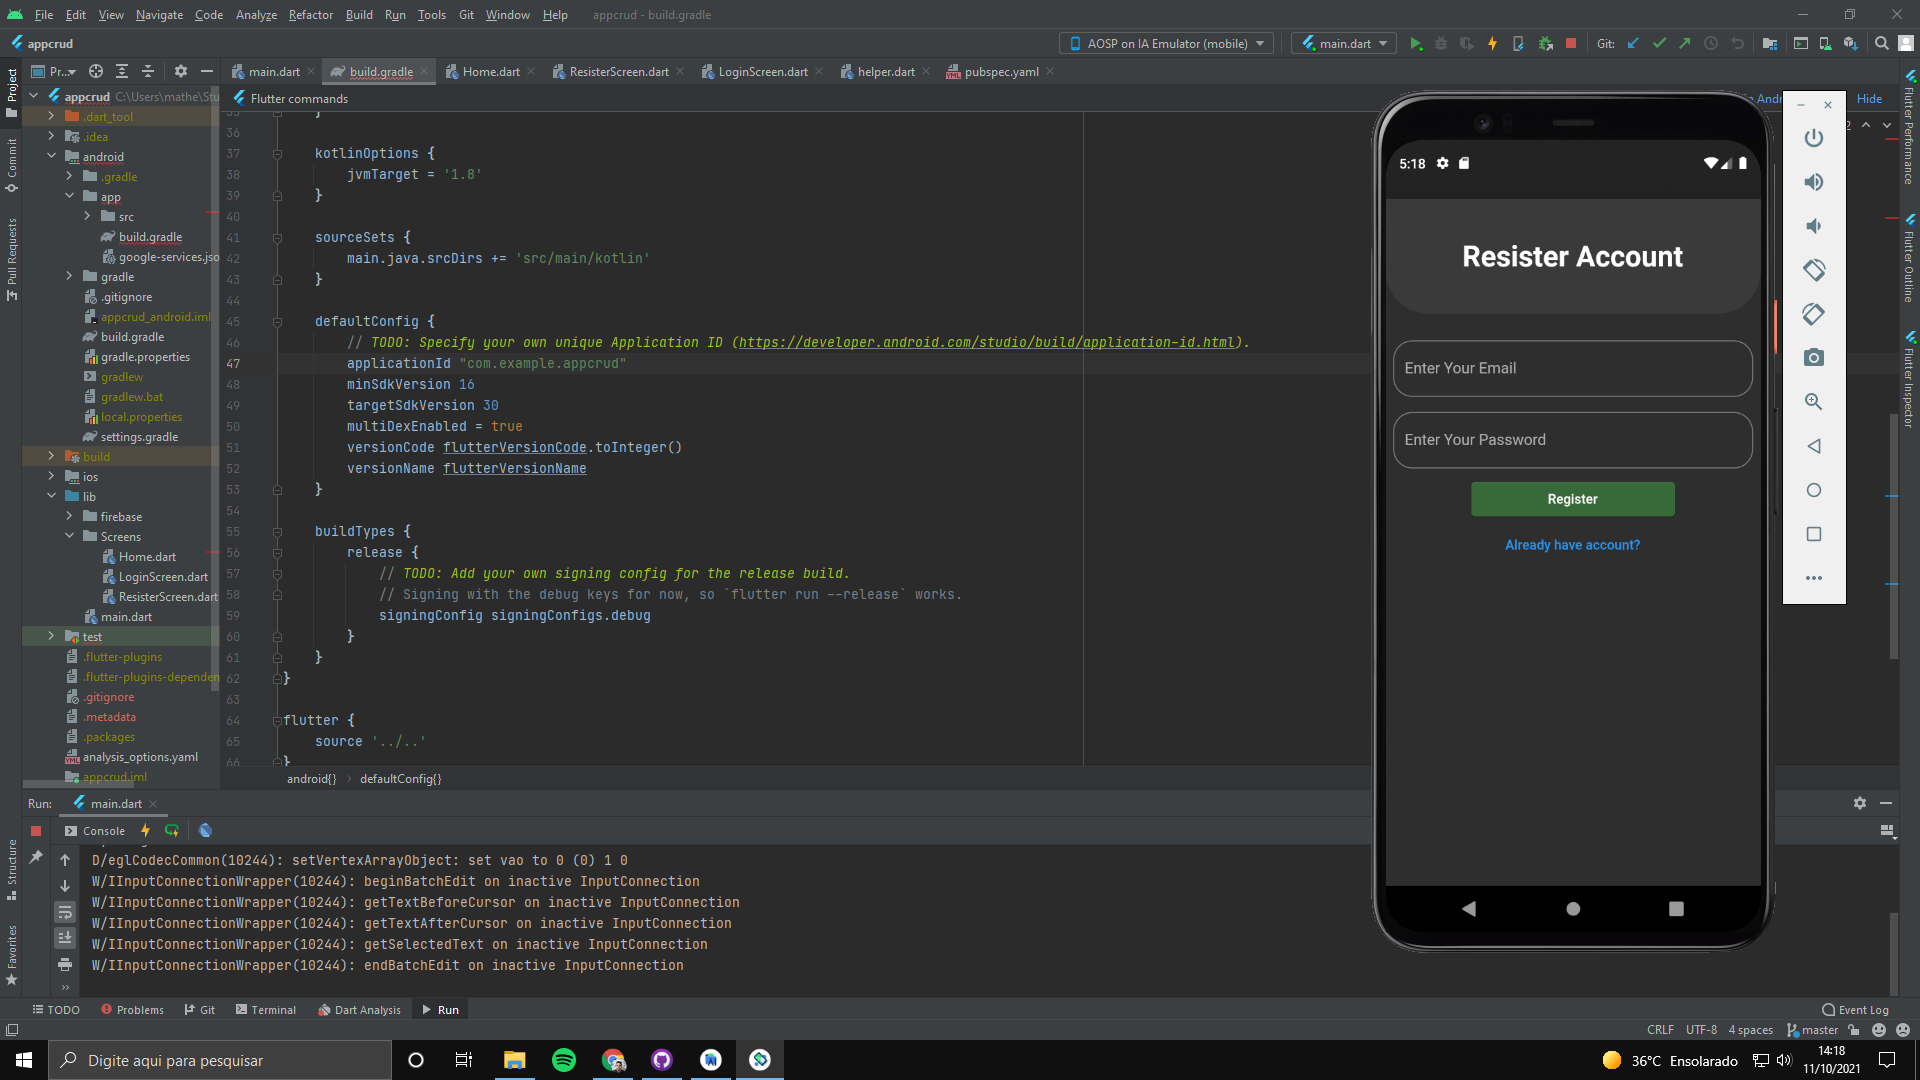 File Edit View Navigate Code Analyze Refactor Build Run Tools Git Window Help appcrud - build.gradle
appcrud
AOSP on IA Emulator (mobile)
main.dart
Git:
Project
Commit
Pull Requests
Structure
Favorites
Pr...
main.dart
build.gradle
Home.dart
ResisterScreen.dart
LoginScreen.dart
helper.dart
pubspec.yaml
appcrud C:\Users\mathe\Stu
.dart_tool
.idea
android
.gradle
app
src
build.gradle
google-services.jso
gradle
.gitignore
appcrud_android.iml
build.gradle
gradle.properties
gradlew
gradlew.bat
local.properties
settings.gradle
build
ios
lib
firebase
Screens
Home.dart
LoginScreen.dart
ResisterScreen.dart
main.dart
test
.flutter-plugins
.flutter-plugins-dependen
.gitignore
.metadata
.packages
analysis_options.yaml
appcrud.iml
Flutter commands
Hide
35 }
36
37 kotlinOptions {
38 jvmTarget = '1.8'
39 }
40
41 sourceSets {
42 main.java.srcDirs += 'src/main/kotlin'
43 }
44
45 defaultConfig {
46 // TODO: Specify your own unique Application ID (https://developer.android.com/studio/build/application-id.html).
47 applicationId "com.example.appcrud"
48 minSdkVersion 16
49 targetSdkVersion 30
50 multiDexEnabled = true
51 versionCode flutterVersionCode.toInteger()
52 versionName flutterVersionName
53 }
54
55 buildTypes {
56 release {
57 // TODO: Add your own signing config for the release build.
58 // Signing with the debug keys for now, so `flutter run --release` works.
59 signingConfig signingConfigs.debug
60 }
61 }
62 }
63
64 flutter {
65 source '../..'
66 }
android{} › defaultConfig{}
5:18
Resister Account
Enter Your Email
Enter Your Password
Register
Already have account?
Flutter Performance
Flutter Outline
Flutter Inspector
Run: main.dart
Console
D/eglCodecCommon(10244): setVertexArrayObject: set vao to 0 (0) 1 0
W/IInputConnectionWrapper(10244): beginBatchEdit on inactive InputConnection
W/IInputConnectionWrapper(10244): getTextBeforeCursor on inactive InputConnection
W/IInputConnectionWrapper(10244): getTextAfterCursor on inactive InputConnection
W/IInputConnectionWrapper(10244): getSelectedText on inactive InputConnection
W/IInputConnectionWrapper(10244): endBatchEdit on inactive InputConnection
TODO Problems Git Terminal Dart Analysis Run Event Log
CRLF UTF-8 4 spaces master
Digite aqui para pesquisar
36°C Ensolarado
14:18
11/10/2021